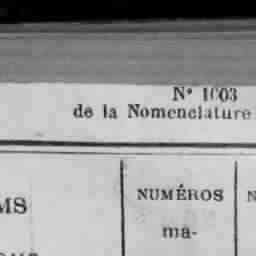 N° 1003
de la Nomenclature
MS
NUMÉROS
N
ma-